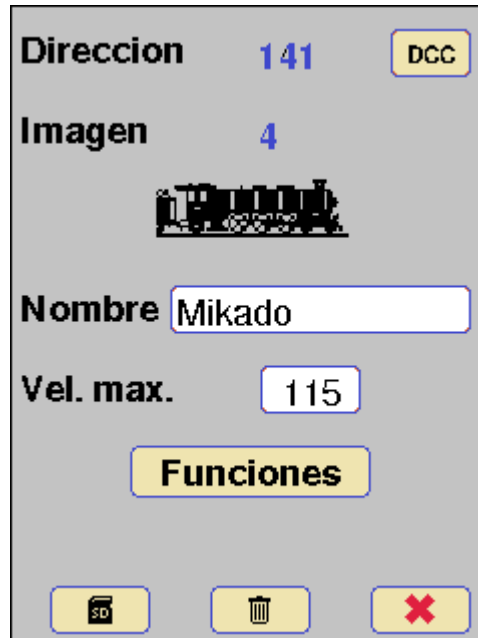 Direccion 141 DCC
Imagen 4
Nombre Mikado
Vel. max. 115
Funciones
SD